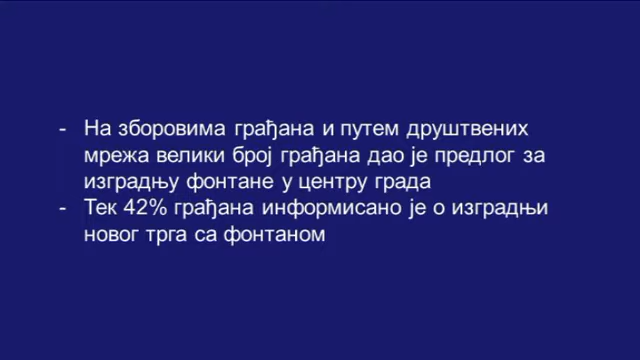 - На зборовима грађана и путем друштвених
мрежа велики број грађана дао је предлог за
изградњу фонтане у центру града
- Тек 42% грађана информисано је о изградњи
новог трга са фонтаном